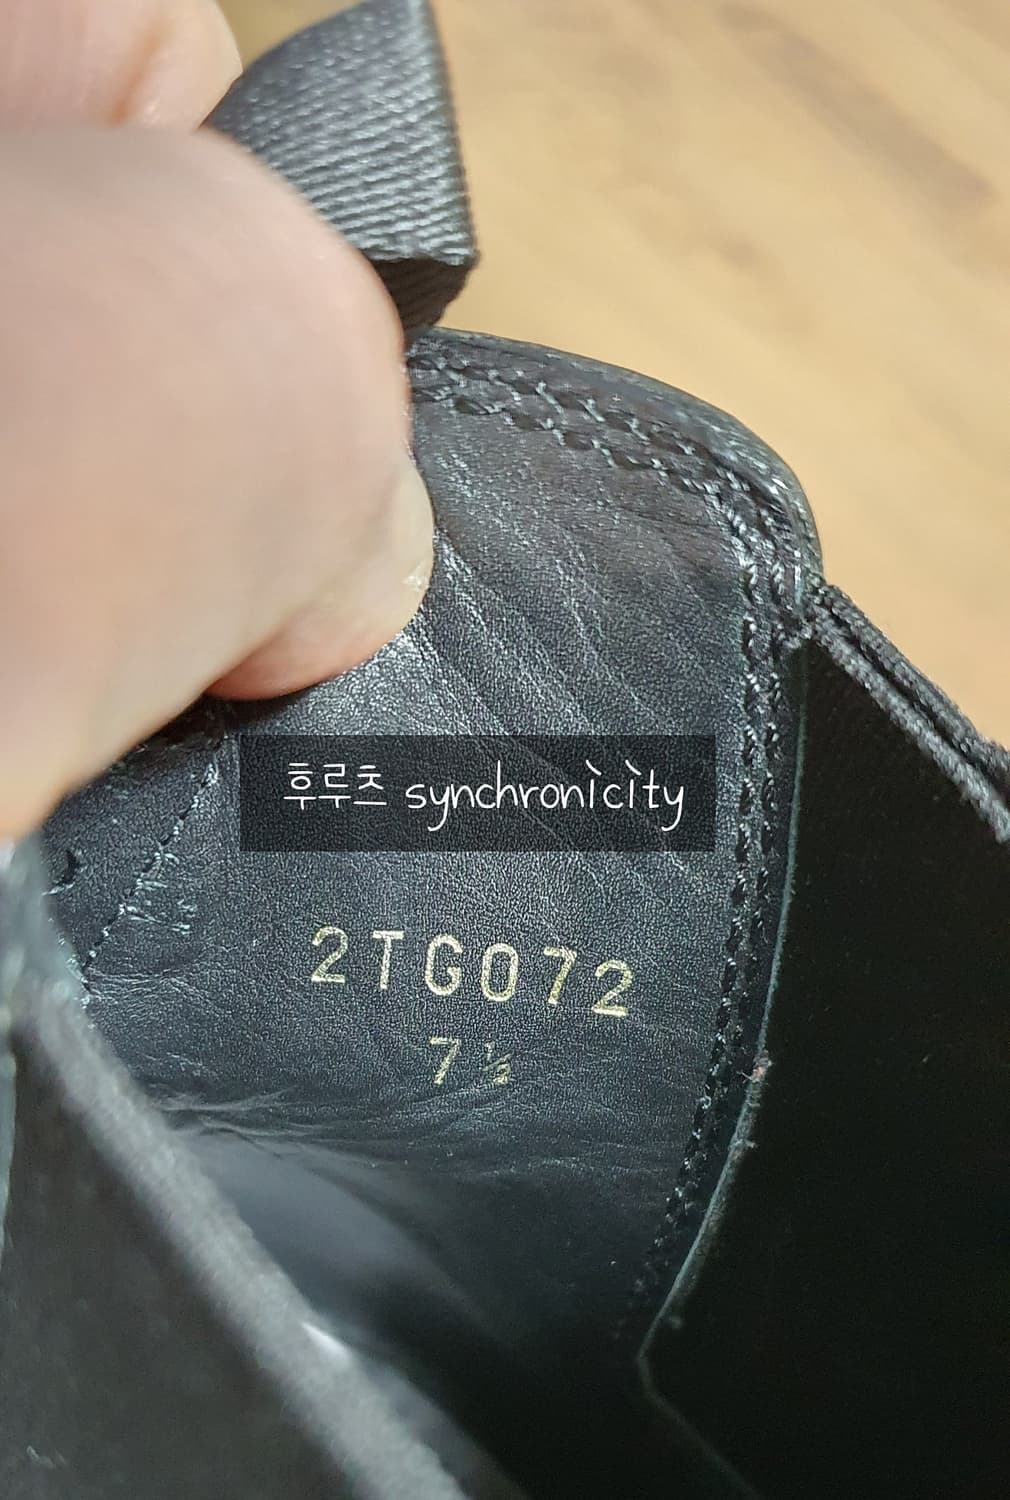 후루츠 synchronicity
2TG072
7½